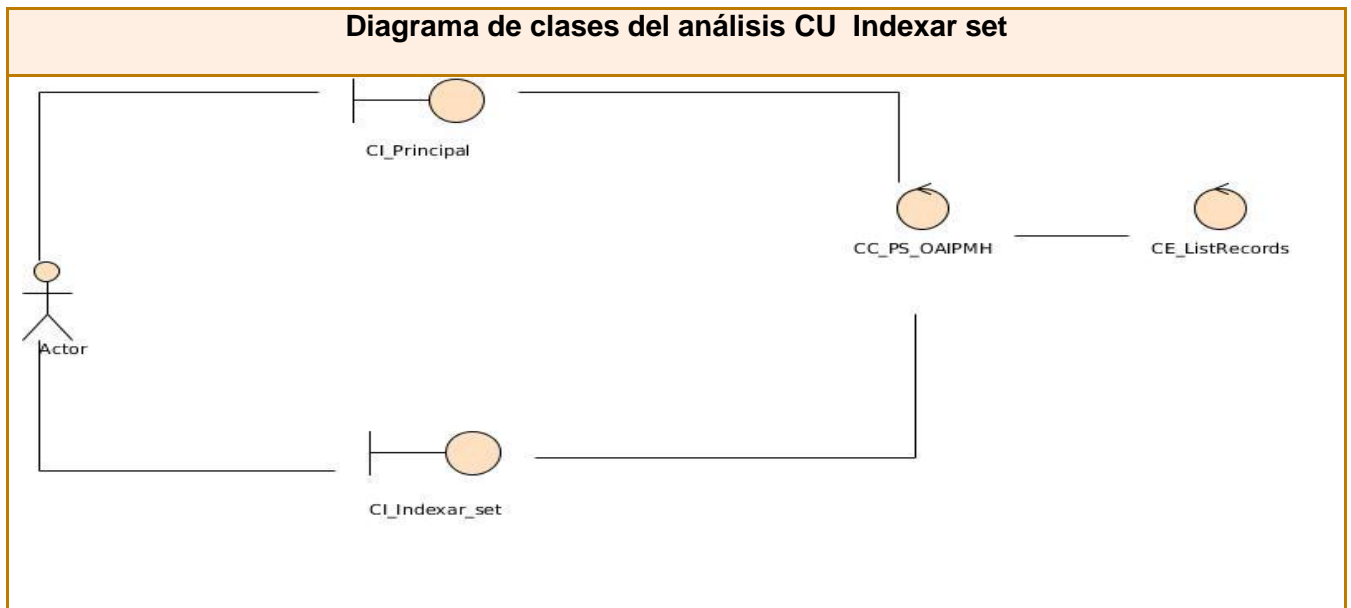 Diagrama de clases del análisis CU Indexar set
CI_Principal
CC_PS_OAIPMH
CE_ListRecords
Actor
CI_Indexar_set